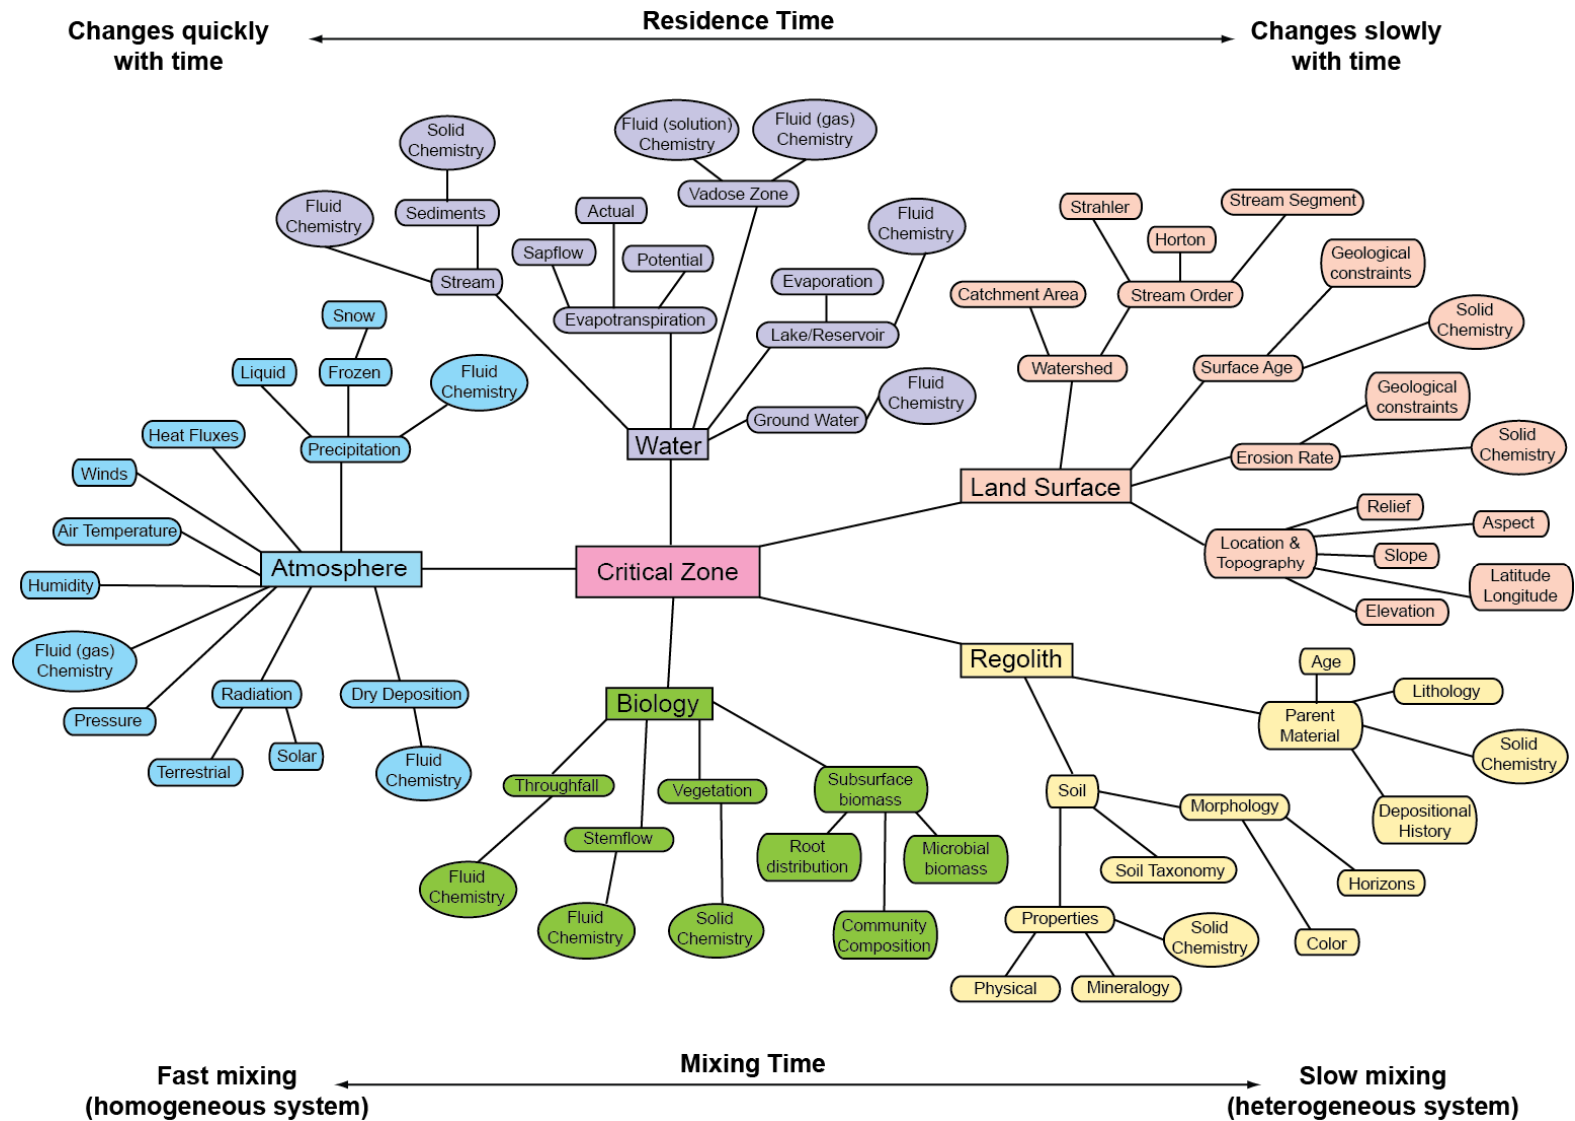 Residence Time
Changes quickly
with time
Changes slowly
with time
Solid
Chemistry
Fluid
Chemistry
Sediments
Stream
Fluid (solution)
Chemistry
Fluid (gas)
Chemistry
Vadose Zone
Actual
Sapflow
Potential
Evapotranspiration
Fluid
Chemistry
Evaporation
Lake/Reservoir
Fluid
Chemistry
Ground Water
Water
Strahler
Stream Segment
Horton
Stream Order
Catchment Area
Watershed
Geological
constraints
Solid
Chemistry
Surface Age
Geological
constraints
Solid
Chemistry
Erosion Rate
Land Surface
Relief
Aspect
Location &
Topography
Slope
Latitude
Longitude
Elevation
Snow
Liquid
Frozen
Fluid
Chemistry
Heat Fluxes
Precipitation
Winds
Air Temperature
Atmosphere
Humidity
Fluid (gas)
Chemistry
Pressure
Radiation
Dry Deposition
Terrestrial
Solar
Fluid
Chemistry
Critical Zone
Biology
Throughfall
Vegetation
Subsurface
biomass
Stemflow
Root
distribution
Microbial
biomass
Fluid
Chemistry
Fluid
Chemistry
Solid
Chemistry
Community
Composition
Regolith
Age
Lithology
Parent
Material
Solid
Chemistry
Depositional
History
Soil
Morphology
Soil Taxonomy
Horizons
Properties
Solid
Chemistry
Color
Physical
Mineralogy
Mixing Time
Fast mixing
(homogeneous system)
Slow mixing
(heterogeneous system)